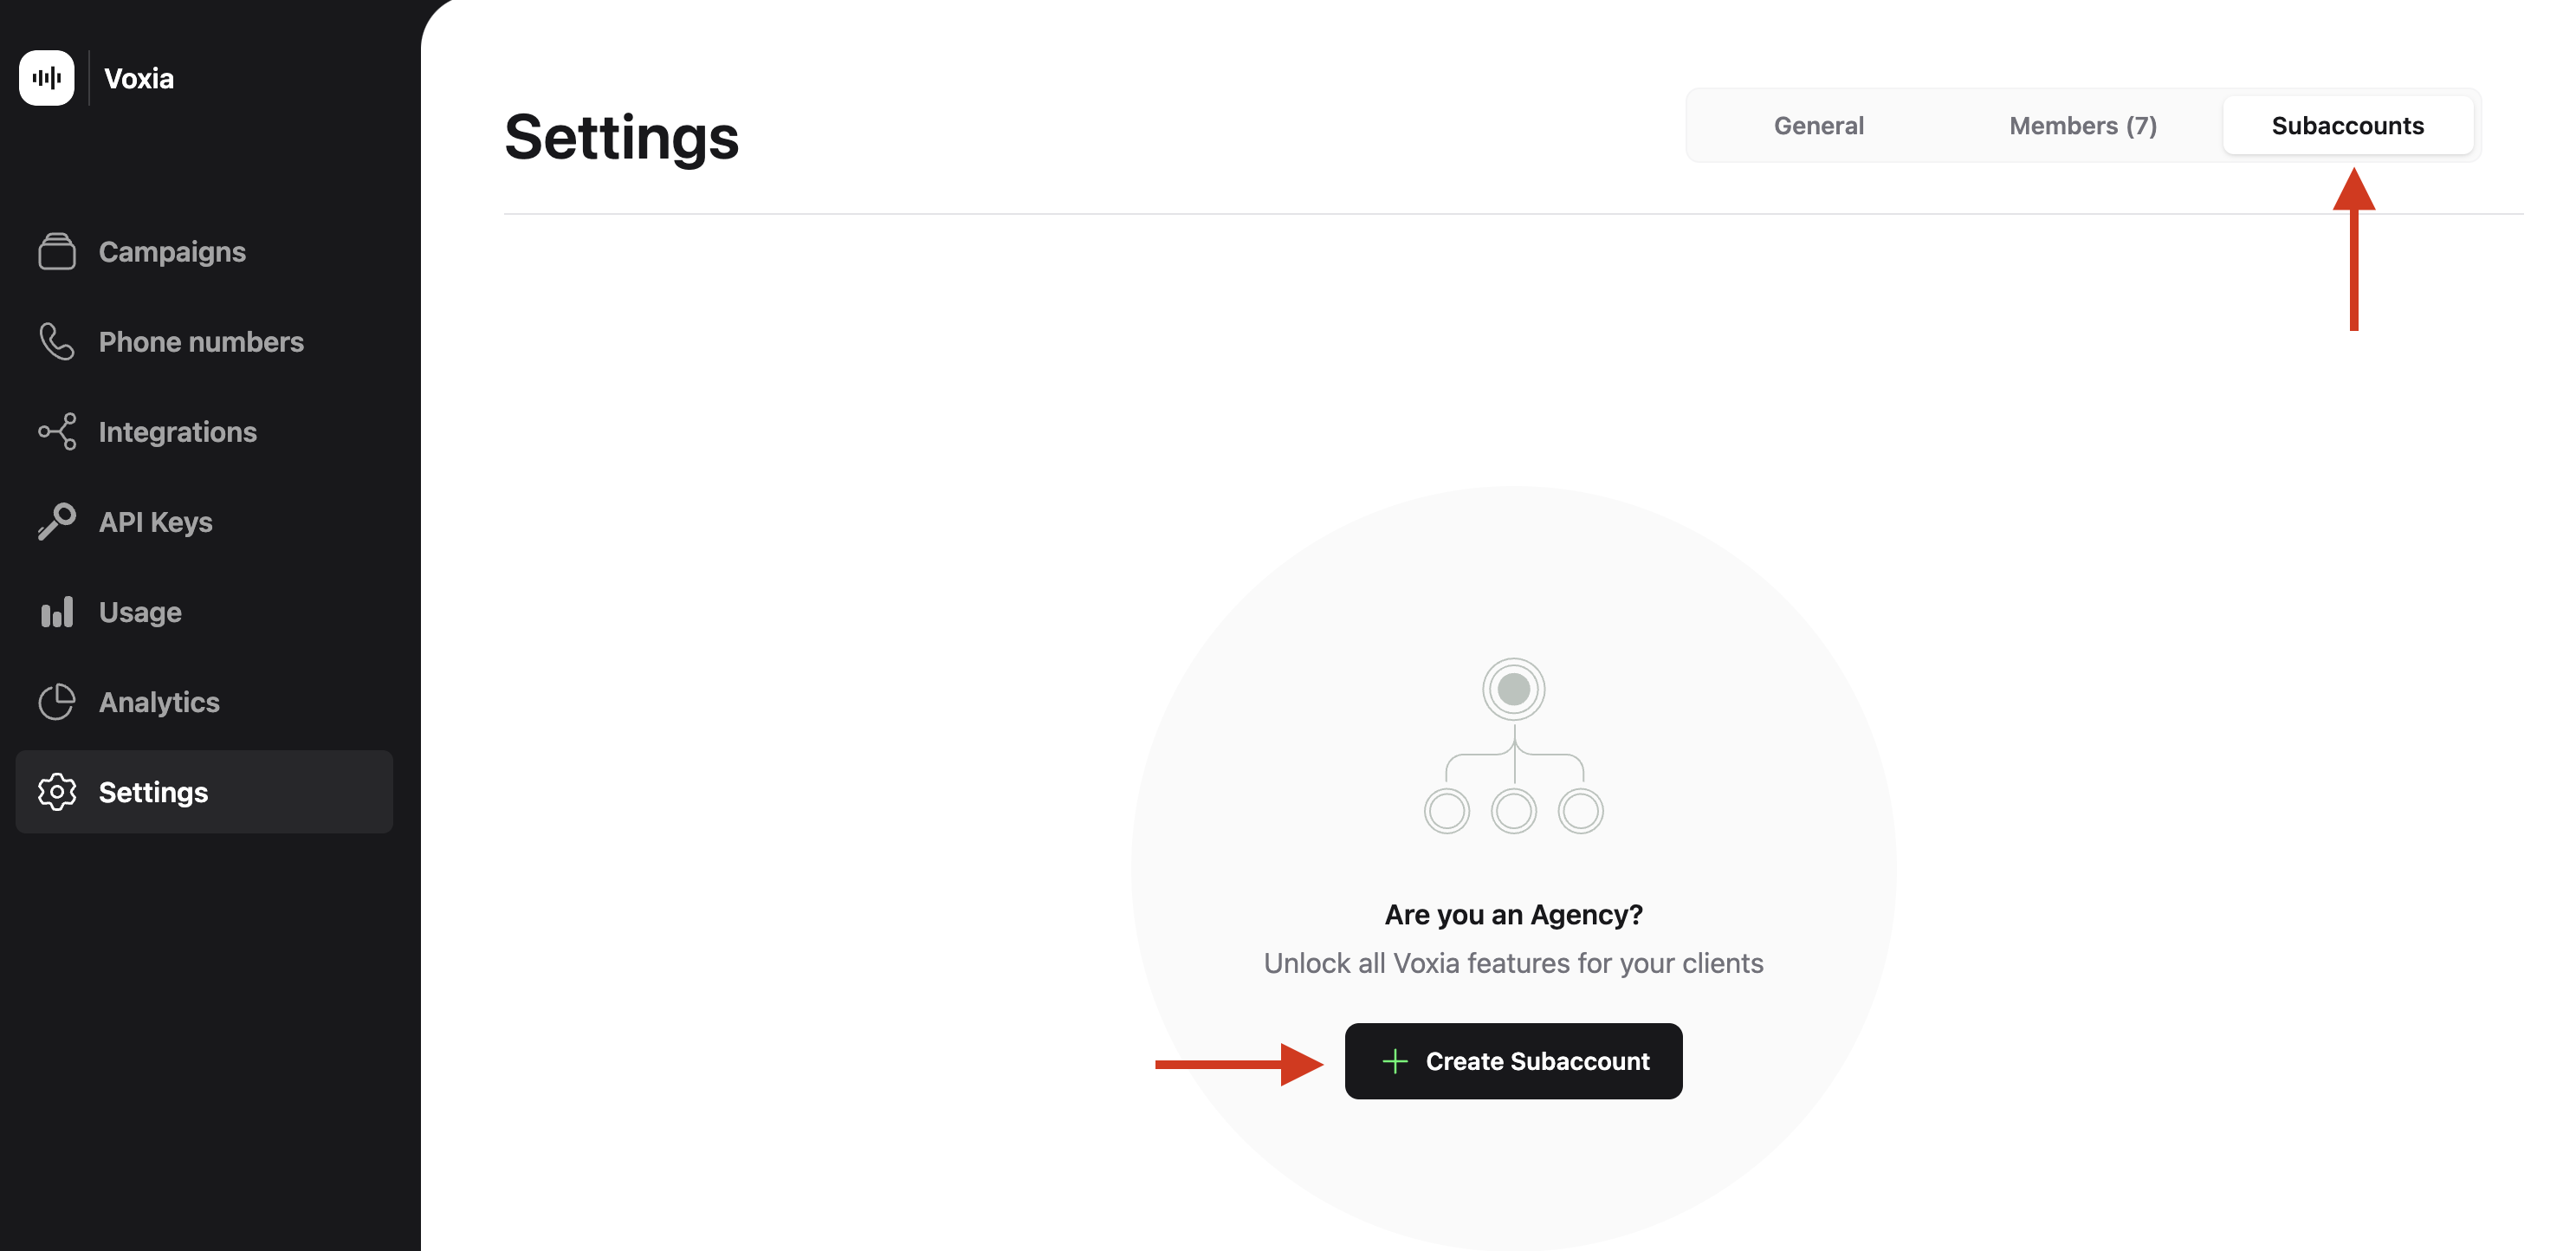 Voxia
Campaigns
Phone numbers
Integrations
API Keys
Usage
Analytics
Settings
Settings
General
Members (7)
Subaccounts
Are you an Agency?
Unlock all Voxia features for your clients
Create Subaccount